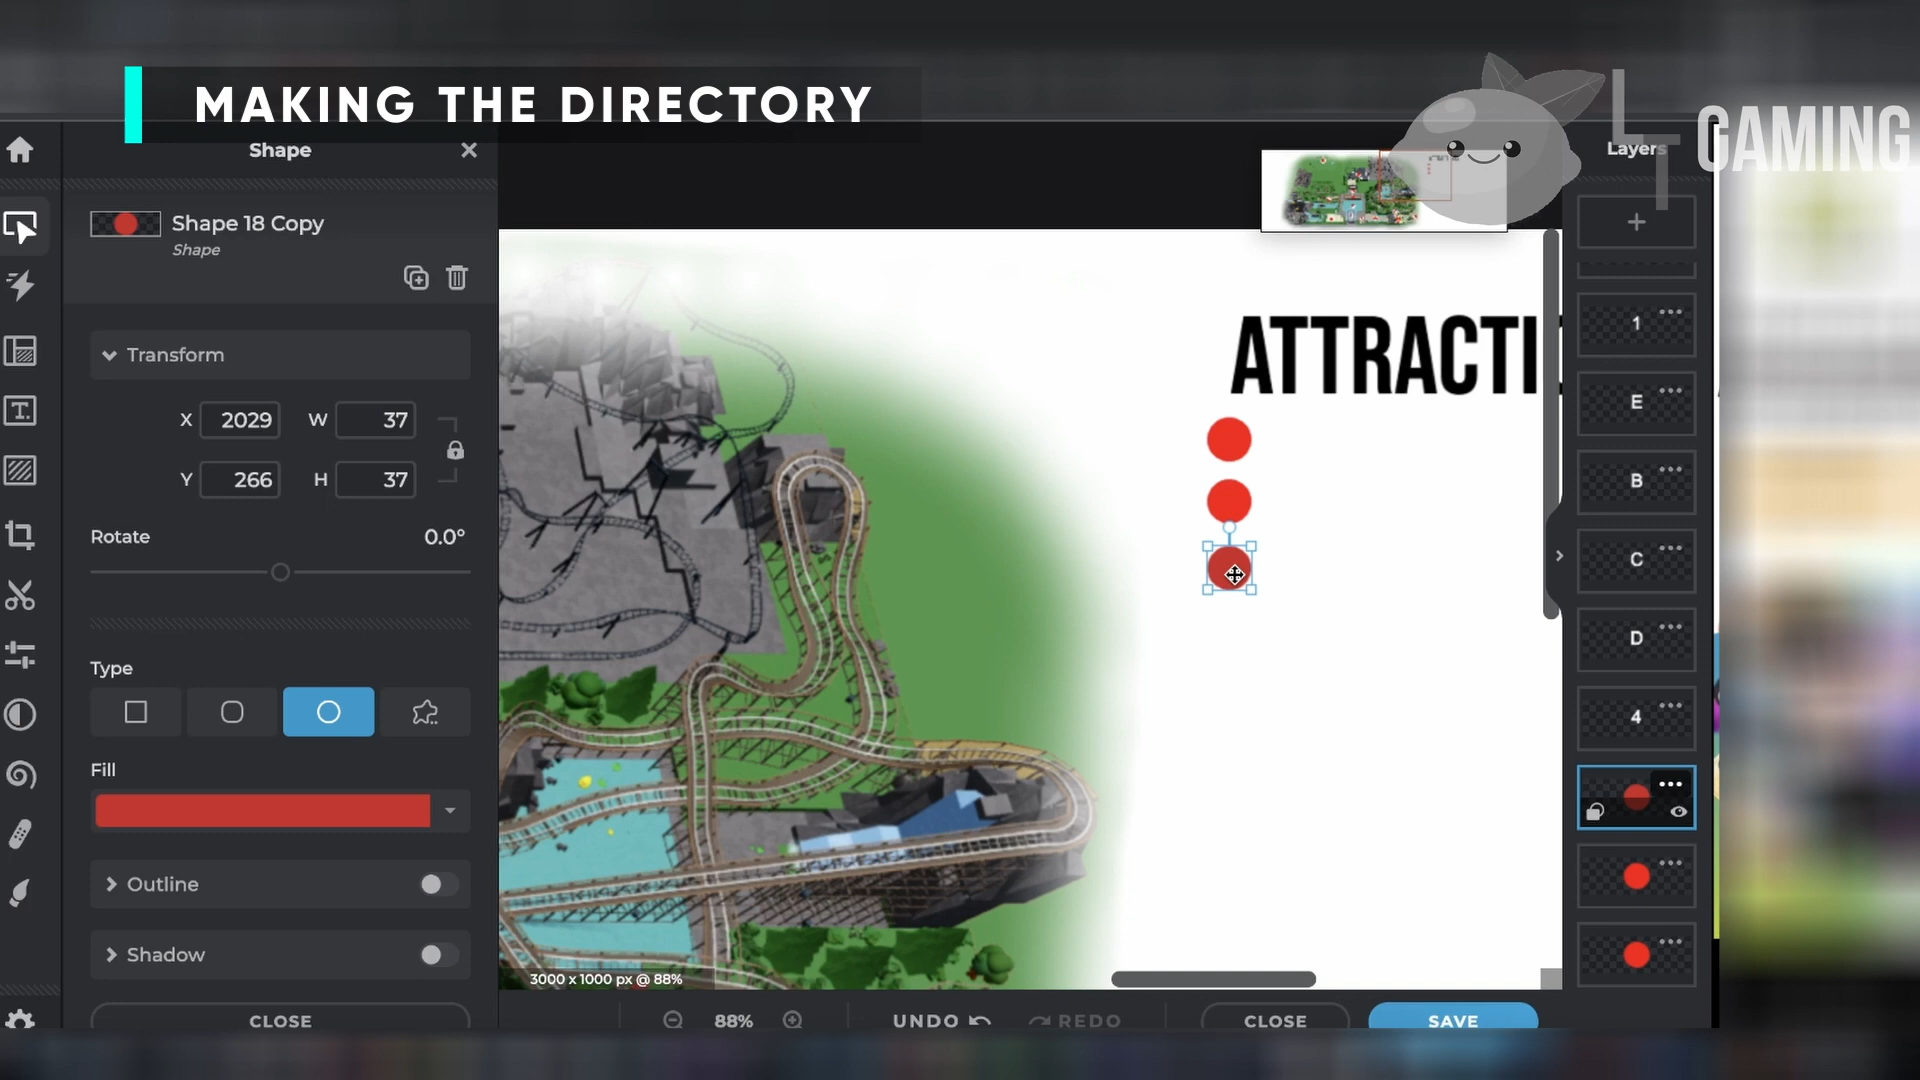 MAKING THE DIRECTORY
LT GAMING
Shape
Layers
Shape 18 Copy
Shape
Transform
X 2029 W 37
Y 266 H 37
Rotate 0.0°
Type
Fill
Outline
Shadow
CLOSE
ATTRACTI
3000 x 1000 px @ 88%
88%
UNDO
REDO
CLOSE
SAVE
1
E
B
C
D
4